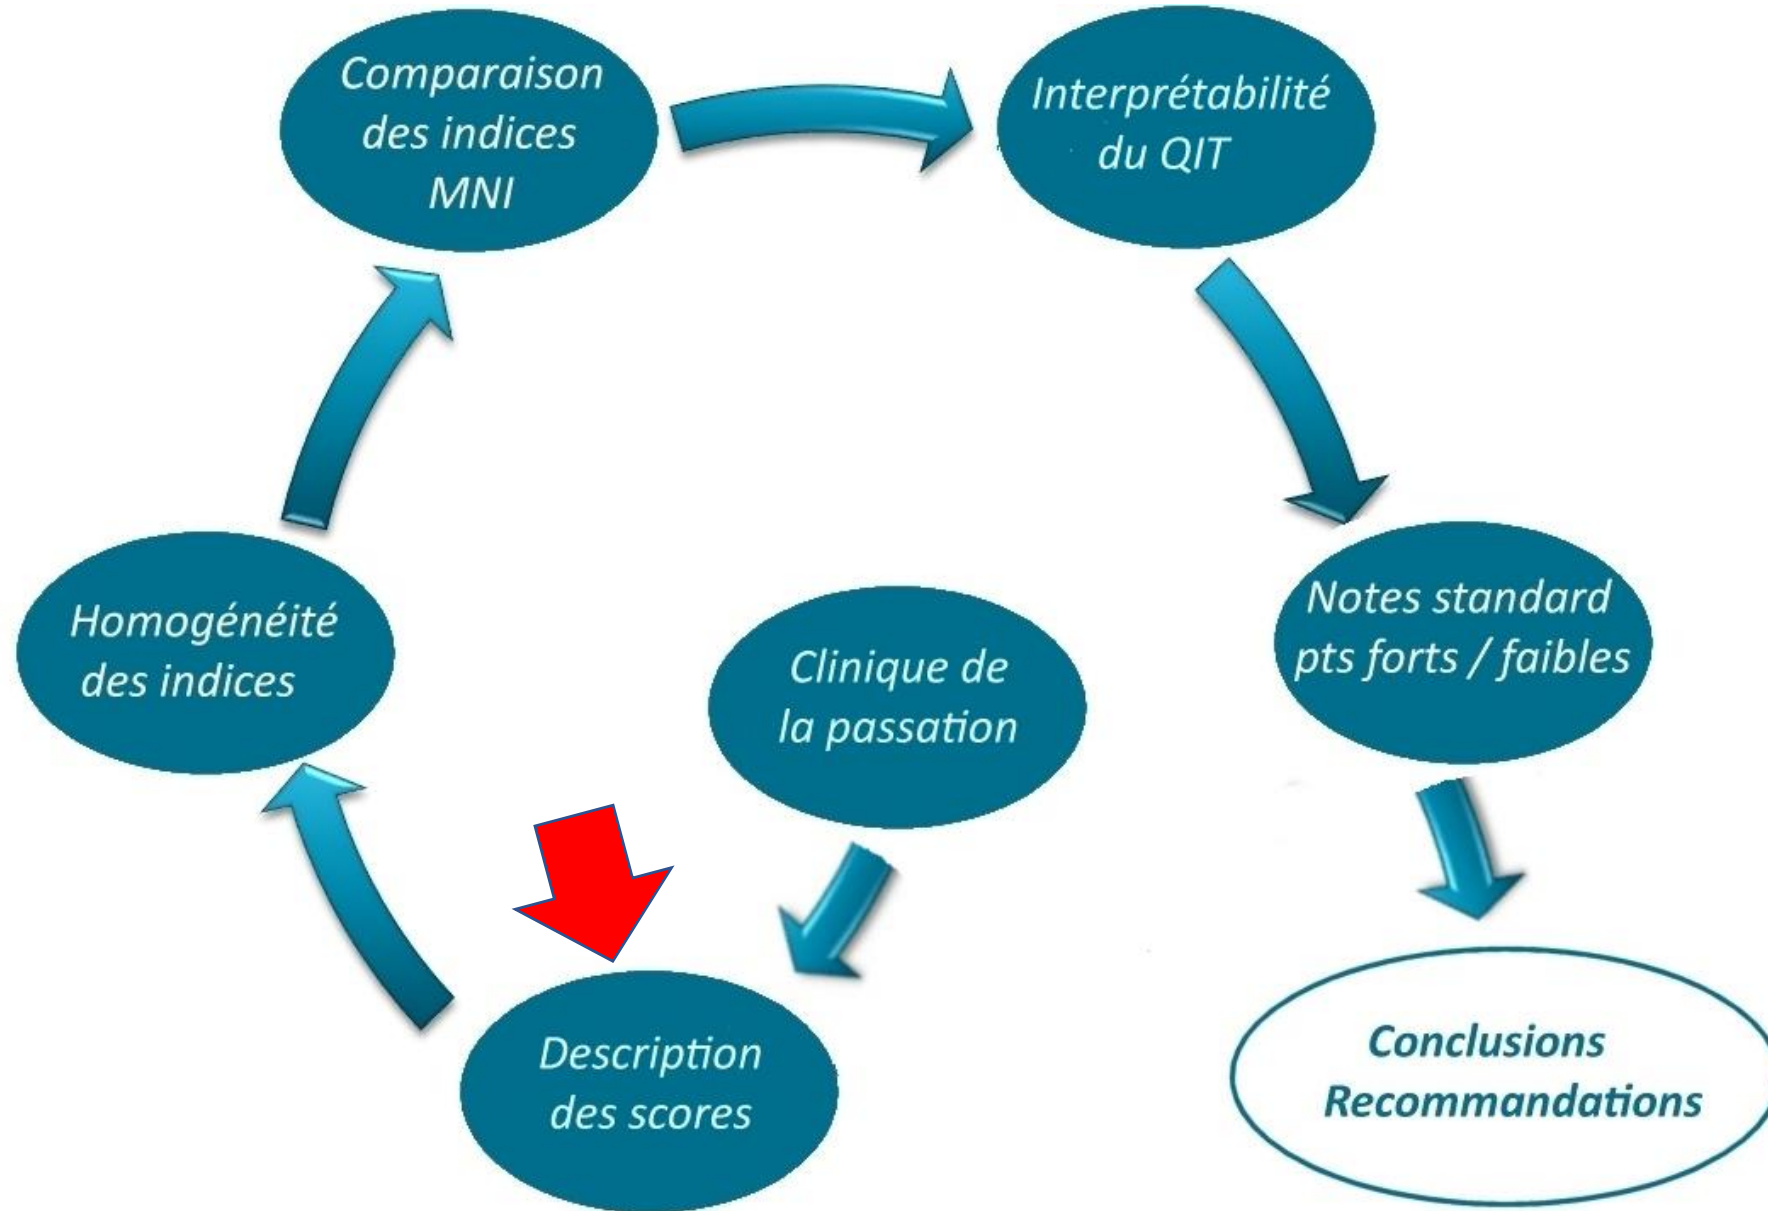 Comparaison
des indices
MNI
Interprétabilité
du QIT
Homogénéité
des indices
Notes standard
pts forts / faibles
Clinique de
la passation
Description
des scores
Conclusions
Recommandations